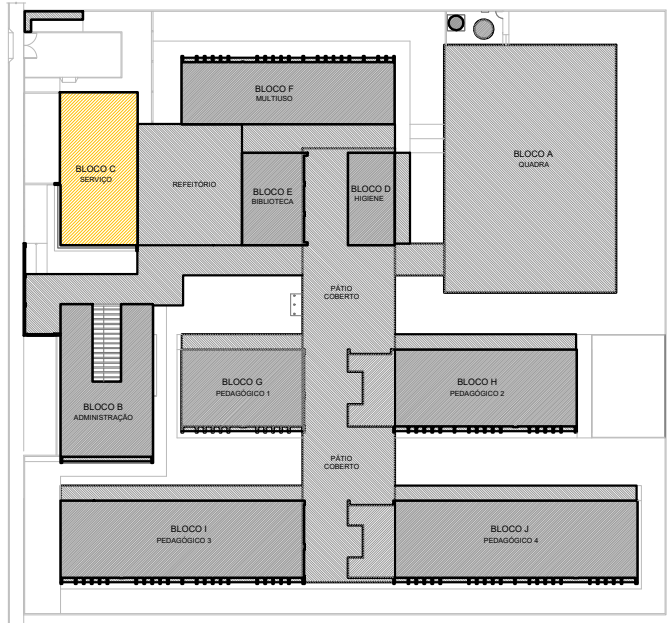 BLOCO F
MULTIUSO
BLOCO A
QUADRA
BLOCO C
SERVIÇO
REFEITÓRIO
BLOCO E
BIBLIOTECA
BLOCO D
HIGIENE
PÁTIO
COBERTO
BLOCO B
ADMINISTRAÇÃO
BLOCO G
PEDAGÓGICO 1
BLOCO H
PEDAGÓGICO 2
PÁTIO
COBERTO
BLOCO I
PEDAGÓGICO 3
BLOCO J
PEDAGÓGICO 4